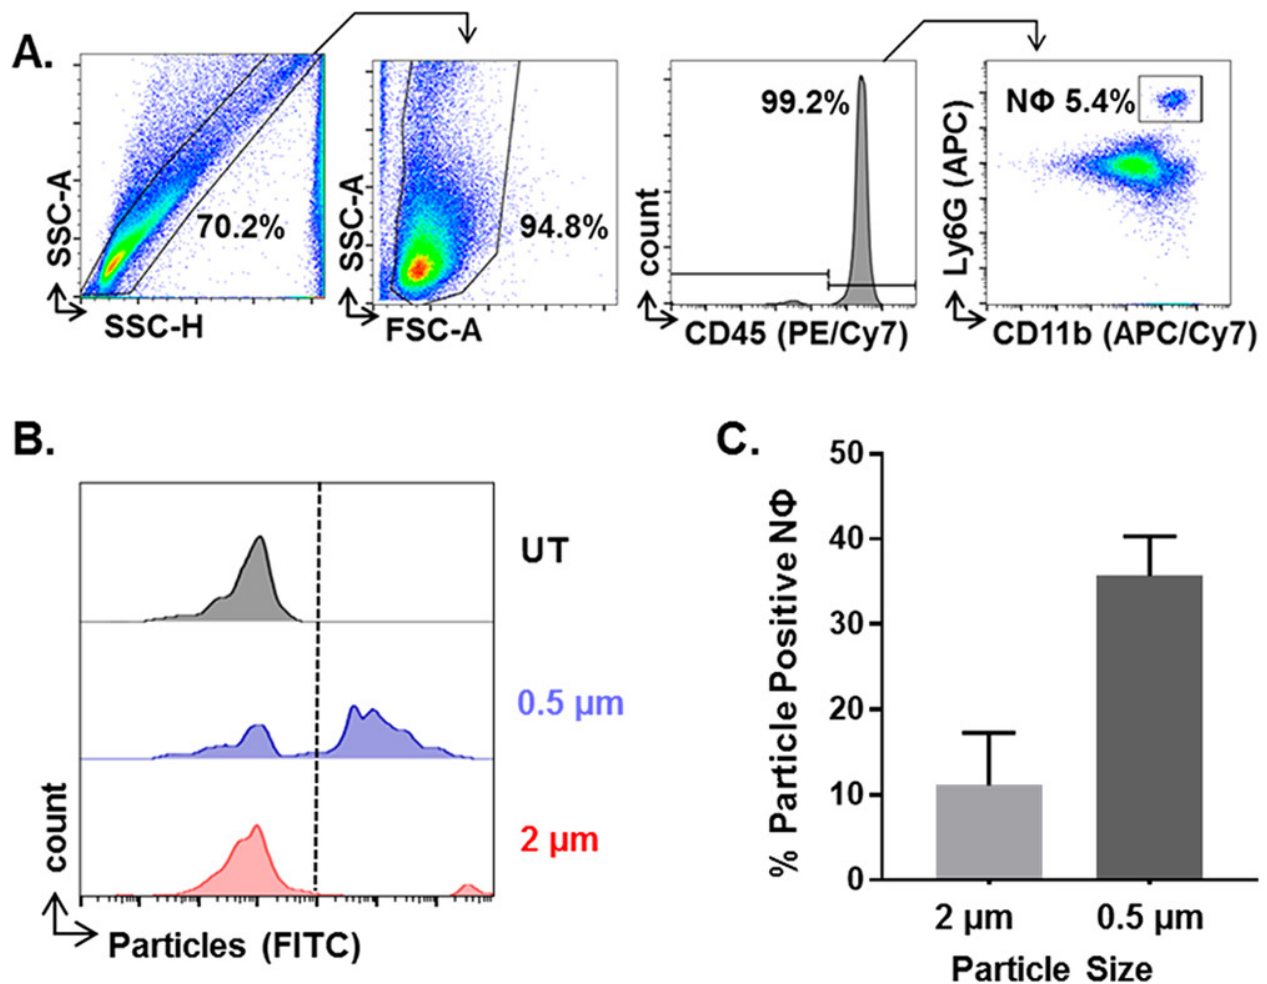 A.
SSC-A
70.2%
SSC-H
SSC-A
94.8%
FSC-A
count
99.2%
CD45 (PE/Cy7)
Ly6G (APC)
NΦ 5.4%
CD11b (APC/Cy7)
B.
UT
0.5 µm
2 µm
count
Particles (FITC)
C.
% Particle Positive NΦ
50
40
30
20
10
0
2 µm
0.5 µm
Particle Size